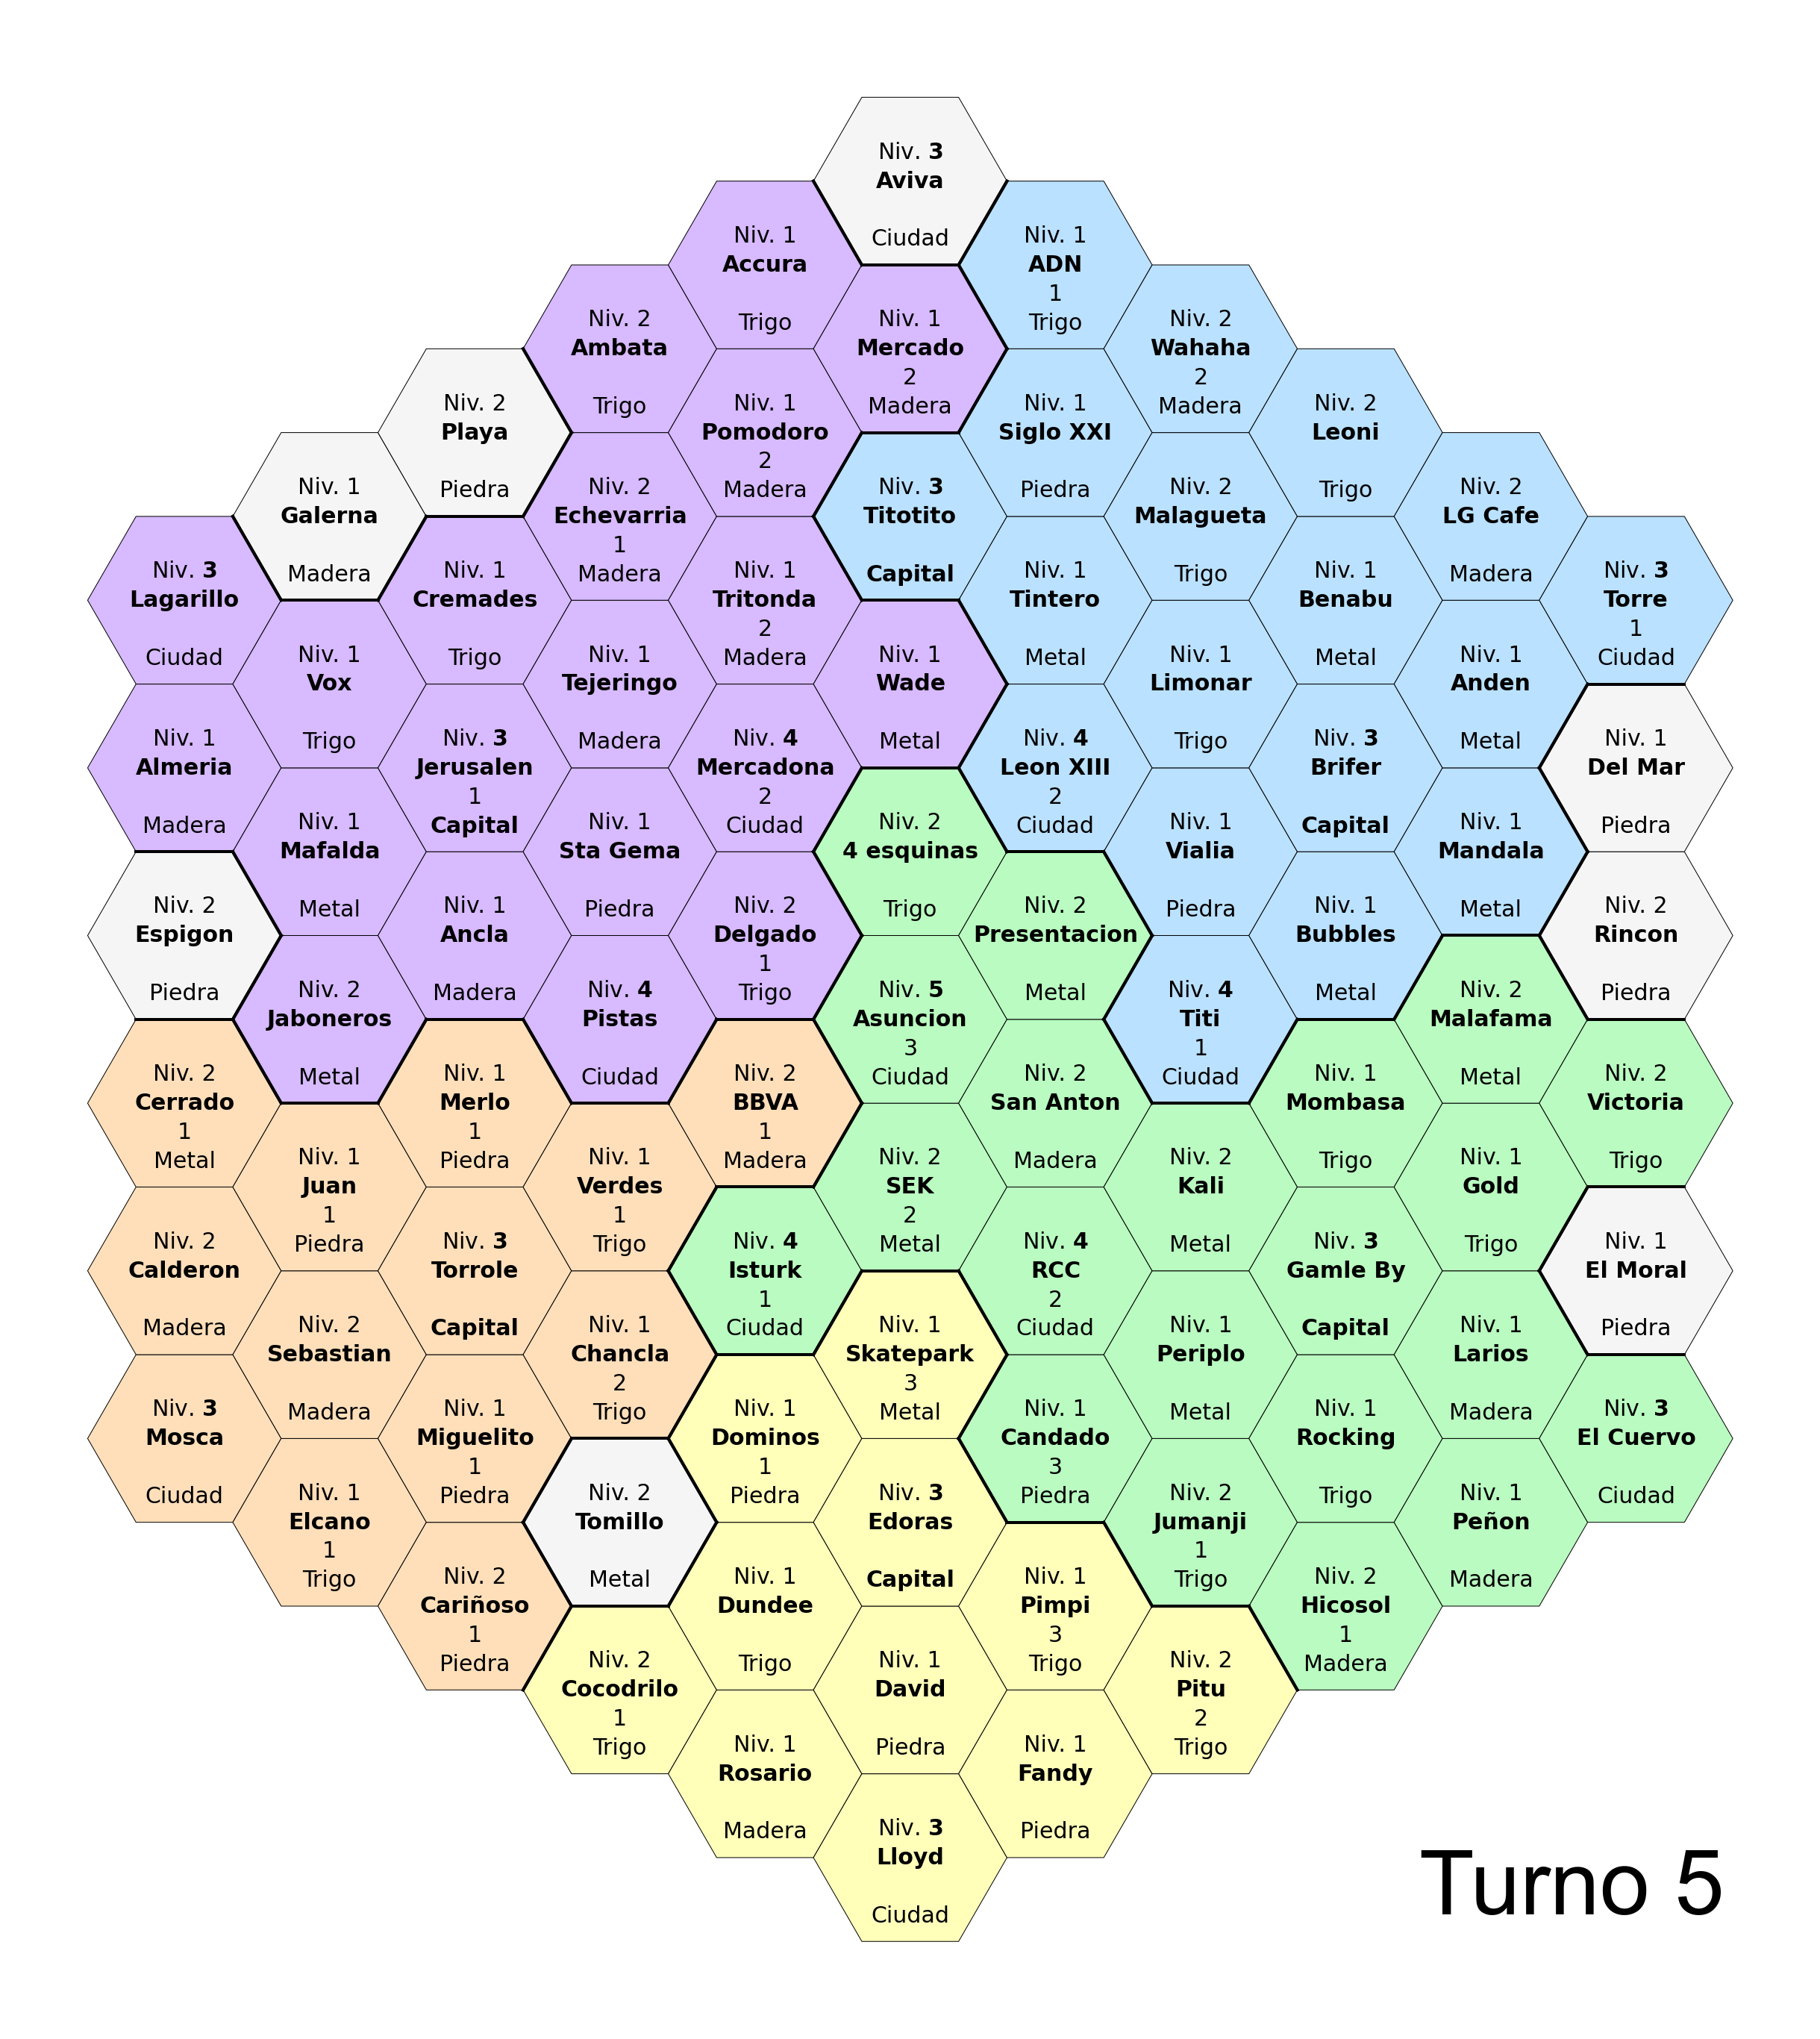 Niv. 3
Aviva
Ciudad
Niv. 1
Accura
Trigo
Niv. 1
ADN
1
Trigo
Niv. 2
Ambata
Trigo
Niv. 1
Mercado
2
Madera
Niv. 2
Wahaha
2
Madera
Niv. 2
Playa
Piedra
Niv. 1
Pomodoro
2
Madera
Niv. 1
Siglo XXI
Piedra
Niv. 2
Leoni
Trigo
Niv. 1
Galerna
Madera
Niv. 2
Echevarria
1
Madera
Niv. 3
Titotito
Capital
Niv. 2
Malagueta
Trigo
Niv. 2
LG Cafe
Madera
Niv. 3
Lagarillo
Ciudad
Niv. 1
Cremades
Trigo
Niv. 1
Tritonda
2
Madera
Niv. 1
Tintero
Metal
Niv. 1
Benabu
Metal
Niv. 3
Torre
1
Ciudad
Niv. 1
Vox
Trigo
Niv. 1
Tejeringo
Madera
Niv. 1
Wade
Metal
Niv. 1
Limonar
Trigo
Niv. 1
Anden
Metal
Niv. 1
Almeria
Madera
Niv. 3
Jerusalen
1
Capital
Niv. 4
Mercadona
2
Ciudad
Niv. 4
Leon XIII
2
Ciudad
Niv. 3
Brifer
Capital
Niv. 1
Del Mar
Piedra
Niv. 1
Mafalda
Metal
Niv. 1
Sta Gema
Piedra
Niv. 2
4 esquinas
Trigo
Niv. 1
Vialia
Piedra
Niv. 1
Mandala
Metal
Niv. 2
Espigon
Piedra
Niv. 1
Ancla
Madera
Niv. 2
Delgado
1
Trigo
Niv. 2
Presentacion
Metal
Niv. 1
Bubbles
Metal
Niv. 2
Rincon
Piedra
Niv. 2
Jaboneros
Metal
Niv. 4
Pistas
Ciudad
Niv. 5
Asuncion
3
Ciudad
Niv. 4
Titi
1
Ciudad
Niv. 2
Malafama
Metal
Niv. 2
Cerrado
1
Metal
Niv. 1
Merlo
1
Piedra
Niv. 2
BBVA
1
Madera
Niv. 2
San Anton
Madera
Niv. 1
Mombasa
Trigo
Niv. 2
Victoria
Trigo
Niv. 1
Juan
1
Piedra
Niv. 1
Verdes
1
Trigo
Niv. 2
SEK
2
Metal
Niv. 2
Kali
Metal
Niv. 1
Gold
Trigo
Niv. 2
Calderon
Madera
Niv. 3
Torrole
Capital
Niv. 4
Isturk
1
Ciudad
Niv. 4
RCC
2
Ciudad
Niv. 3
Gamle By
Capital
Niv. 1
El Moral
Piedra
Niv. 2
Sebastian
Madera
Niv. 1
Chancla
2
Trigo
Niv. 1
Skatepark
3
Metal
Niv. 1
Periplo
Metal
Niv. 1
Larios
Madera
Niv. 3
Mosca
Ciudad
Niv. 1
Miguelito
1
Piedra
Niv. 1
Dominos
1
Piedra
Niv. 1
Candado
3
Piedra
Niv. 1
Rocking
Trigo
Niv. 3
El Cuervo
Ciudad
Niv. 1
Elcano
1
Trigo
Niv. 2
Tomillo
Metal
Niv. 3
Edoras
Capital
Niv. 2
Jumanji
1
Trigo
Niv. 1
Peñon
Madera
Niv. 2
Cariñoso
1
Piedra
Niv. 1
Dundee
Trigo
Niv. 1
Pimpi
3
Trigo
Niv. 2
Hicosol
1
Madera
Niv. 2
Cocodrilo
1
Trigo
Niv. 1
David
Piedra
Niv. 2
Pitu
2
Trigo
Niv. 1
Rosario
Madera
Niv. 1
Fandy
Piedra
Niv. 3
Lloyd
Ciudad
Turno 5